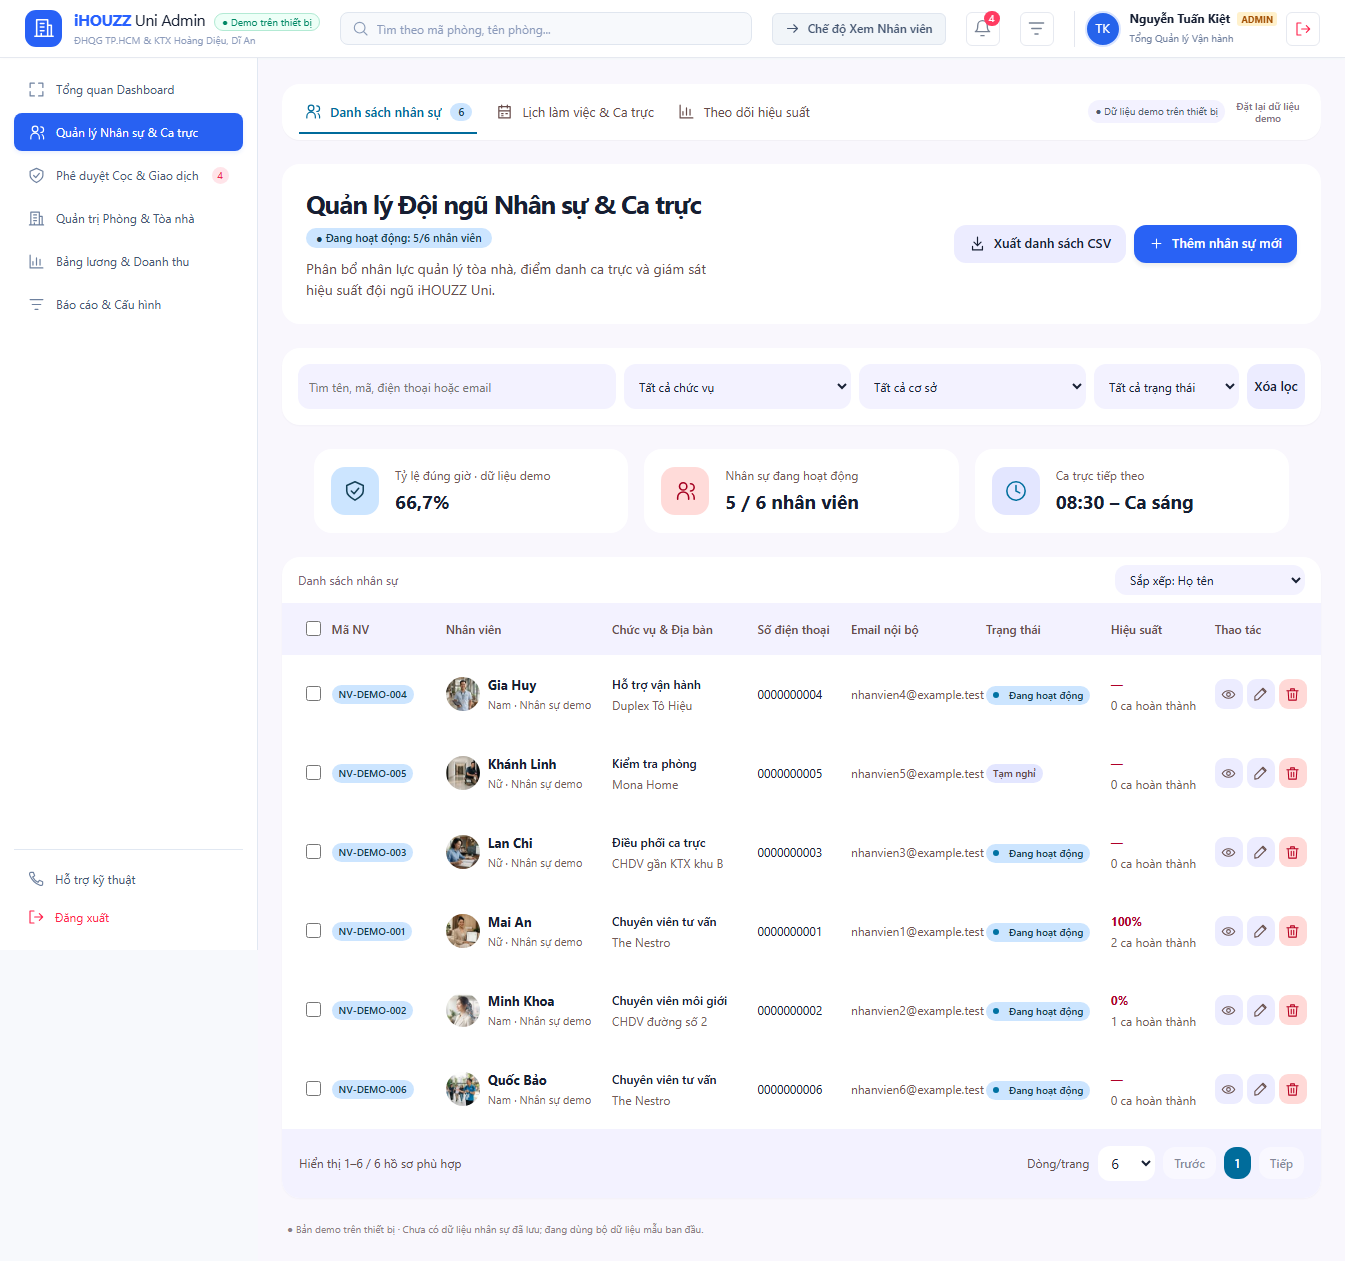 iHOUZZ Uni Admin
● Demo trên thiết bị
ĐHQG TP.HCM & KTX Hoàng Diệu, Dĩ An
Tìm theo mã phòng, tên phòng...
Chế độ Xem Nhân viên
4
TK
Nguyễn Tuấn Kiệt
ADMIN
Tổng Quản lý Vận hành
Tổng quan Dashboard
Quản lý Nhân sự & Ca trực
Phê duyệt Cọc & Giao dịch
4
Quản trị Phòng & Tòa nhà
Bảng lương & Doanh thu
Báo cáo & Cấu hình
Hỗ trợ kỹ thuật
Đăng xuất
Danh sách nhân sự 6
Lịch làm việc & Ca trực
Theo dõi hiệu suất
● Dữ liệu demo trên thiết bị
Đặt lại dữ liệu
demo
Quản lý Đội ngũ Nhân sự & Ca trực
● Đang hoạt động: 5/6 nhân viên
Phân bổ nhân lực quản lý tòa nhà, điểm danh ca trực và giám sát
hiệu suất đội ngũ iHOUZZ Uni.
Xuất danh sách CSV
Thêm nhân sự mới
Tìm tên, mã, điện thoại hoặc email
Tất cả chức vụ
Tất cả cơ sở
Tất cả trạng thái
Xóa lọc
Tỷ lệ đúng giờ · dữ liệu demo
66,7%
Nhân sự đang hoạt động
5 / 6 nhân viên
Ca trực tiếp theo
08:30 – Ca sáng
Danh sách nhân sự
Sắp xếp: Họ tên
Mã NV Nhân viên Chức vụ & Địa bàn Số điện thoại Email nội bộ Trạng thái Hiệu suất Thao tác
NV-DEMO-004 Gia Huy Hỗ trợ vận hành 0000000004 nhanvien4@example.test ● Đang hoạt động —
Nam · Nhân sự demo Duplex Tô Hiệu 0 ca hoàn thành
NV-DEMO-005 Khánh Linh Kiểm tra phòng 0000000005 nhanvien5@example.test Tạm nghỉ —
Nữ · Nhân sự demo Mona Home 0 ca hoàn thành
NV-DEMO-003 Lan Chi Điều phối ca trực 0000000003 nhanvien3@example.test ● Đang hoạt động —
Nữ · Nhân sự demo CHDV gần KTX khu B 0 ca hoàn thành
NV-DEMO-001 Mai An Chuyên viên tư vấn 0000000001 nhanvien1@example.test ● Đang hoạt động 100%
Nữ · Nhân sự demo The Nestro 2 ca hoàn thành
NV-DEMO-002 Minh Khoa Chuyên viên môi giới 0000000002 nhanvien2@example.test ● Đang hoạt động 0%
Nam · Nhân sự demo CHDV đường số 2 1 ca hoàn thành
NV-DEMO-006 Quốc Bảo Chuyên viên tư vấn 0000000006 nhanvien6@example.test ● Đang hoạt động —
Nam · Nhân sự demo The Nestro 0 ca hoàn thành
Hiển thị 1–6 / 6 hồ sơ phù hợp
Dòng/trang 6 Trước 1 Tiếp
● Bản demo trên thiết bị · Chưa có dữ liệu nhân sự đã lưu; đang dùng bộ dữ liệu mẫu ban đầu.